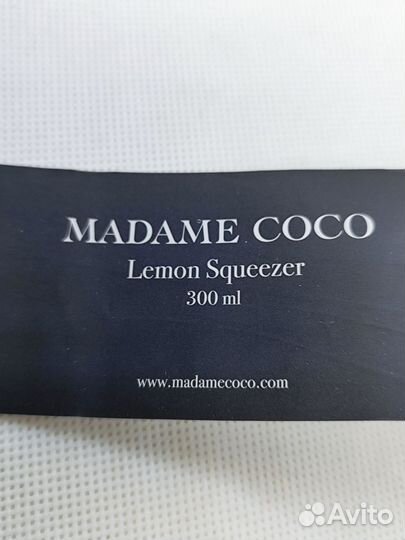 MADAME COCO
Lemon Squeezer
300 ml
www.madamecoco.com
Avito